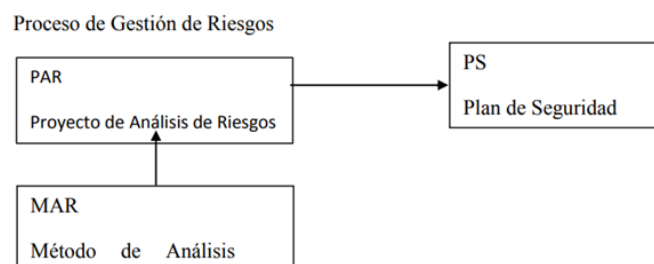 Proceso de Gestión de Riesgos
PAR
Proyecto de Análisis de Riesgos
PS
Plan de Seguridad
MAR
Método de Análisis